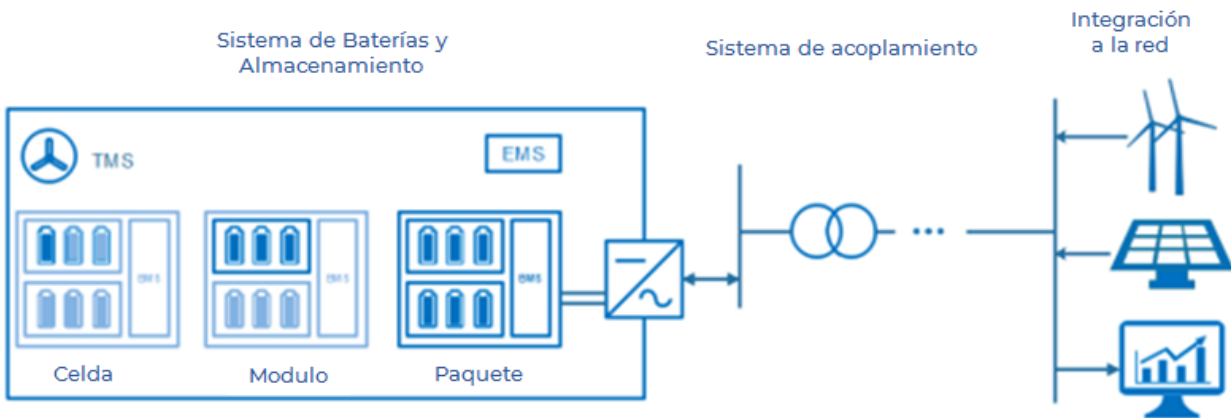 Sistema de Baterías y
Almacenamiento
Sistema de acoplamiento
Integración
a la red
TMS
EMS
BMS
BMS
BMS
Celda
Modulo
Paquete